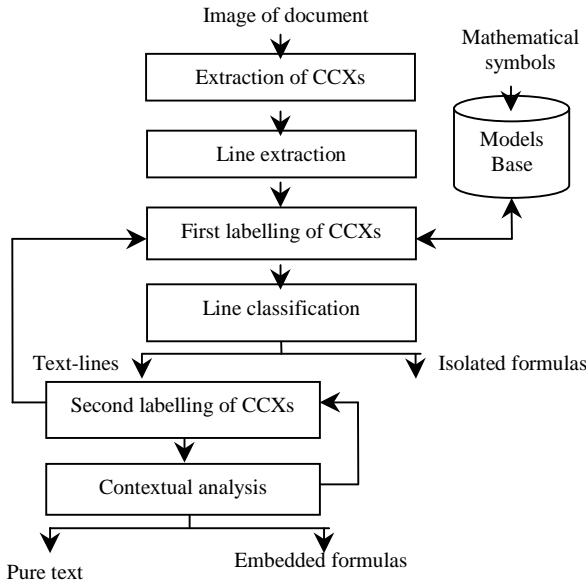 Image of document
Mathematical
symbols
Extraction of CCXs
Models
Base
Line extraction
First labelling of CCXs
Line classification
Text-lines
Isolated formulas
Second labelling of CCXs
Contextual analysis
Pure text
Embedded formulas